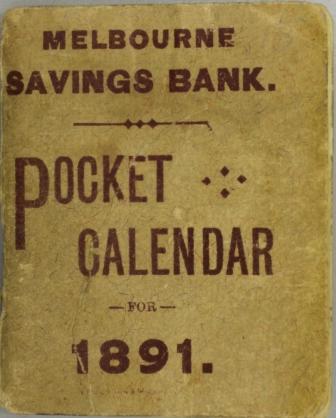 MELBOURNE
SAVINGS BANK.
POCKET
CALENDAR
—FOR—
1891.